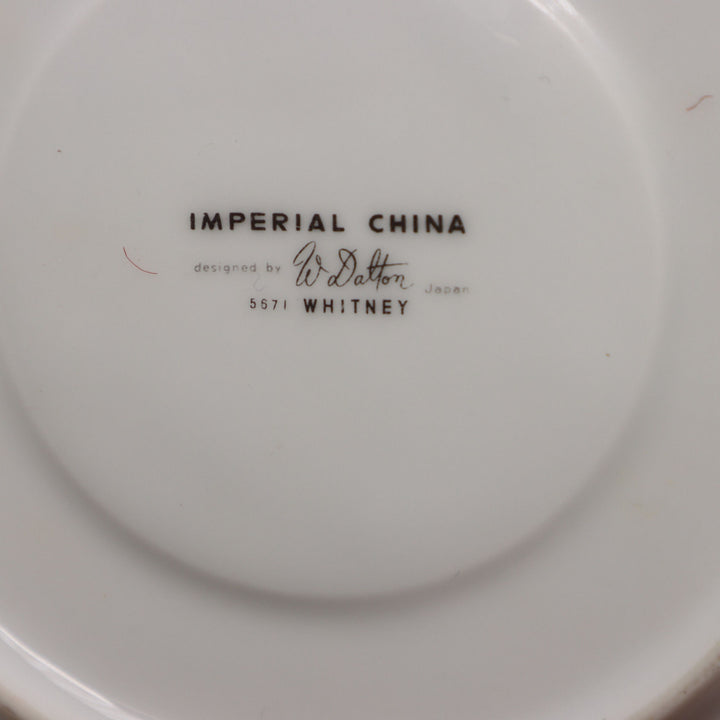 IMPERIAL CHINA
designed by W. Dalton Japan
5671 WHITNEY